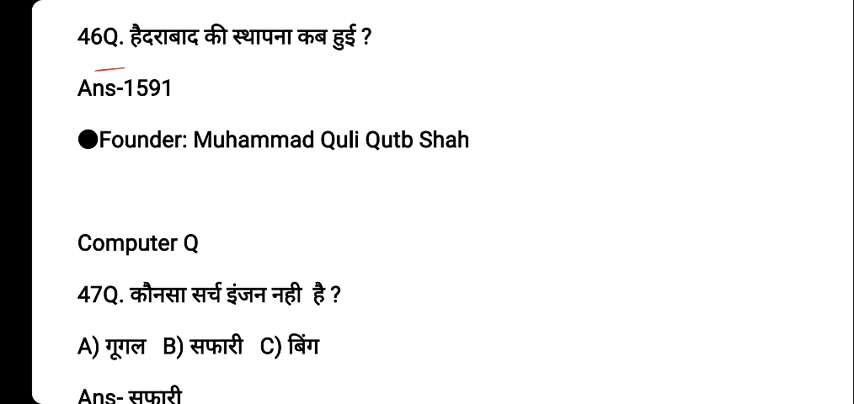 46Q. हैदराबाद की स्थापना कब हुई ?
Ans-1591
●Founder: Muhammad Quli Qutb Shah
Computer Q
47Q. कौनसा सर्च इंजन नही है ?
A) गूगल B) सफारी C) बिंग
Ans- सफारी